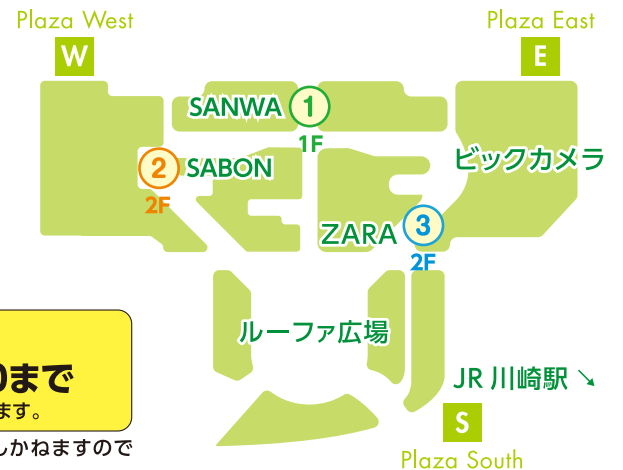 Plaza West
W
Plaza East
E
SANWA
1
1F
ビックカメラ
2
SABON
2F
ZARA
3
2F
ルーファ広場
まで
ます。
JR 川崎駅 ↘
S
しかねますので
Plaza South